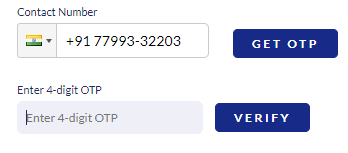 Contact Number
+91 77993-32203 GET OTP
Enter 4-digit OTP
Enter 4-digit OTP VERIFY